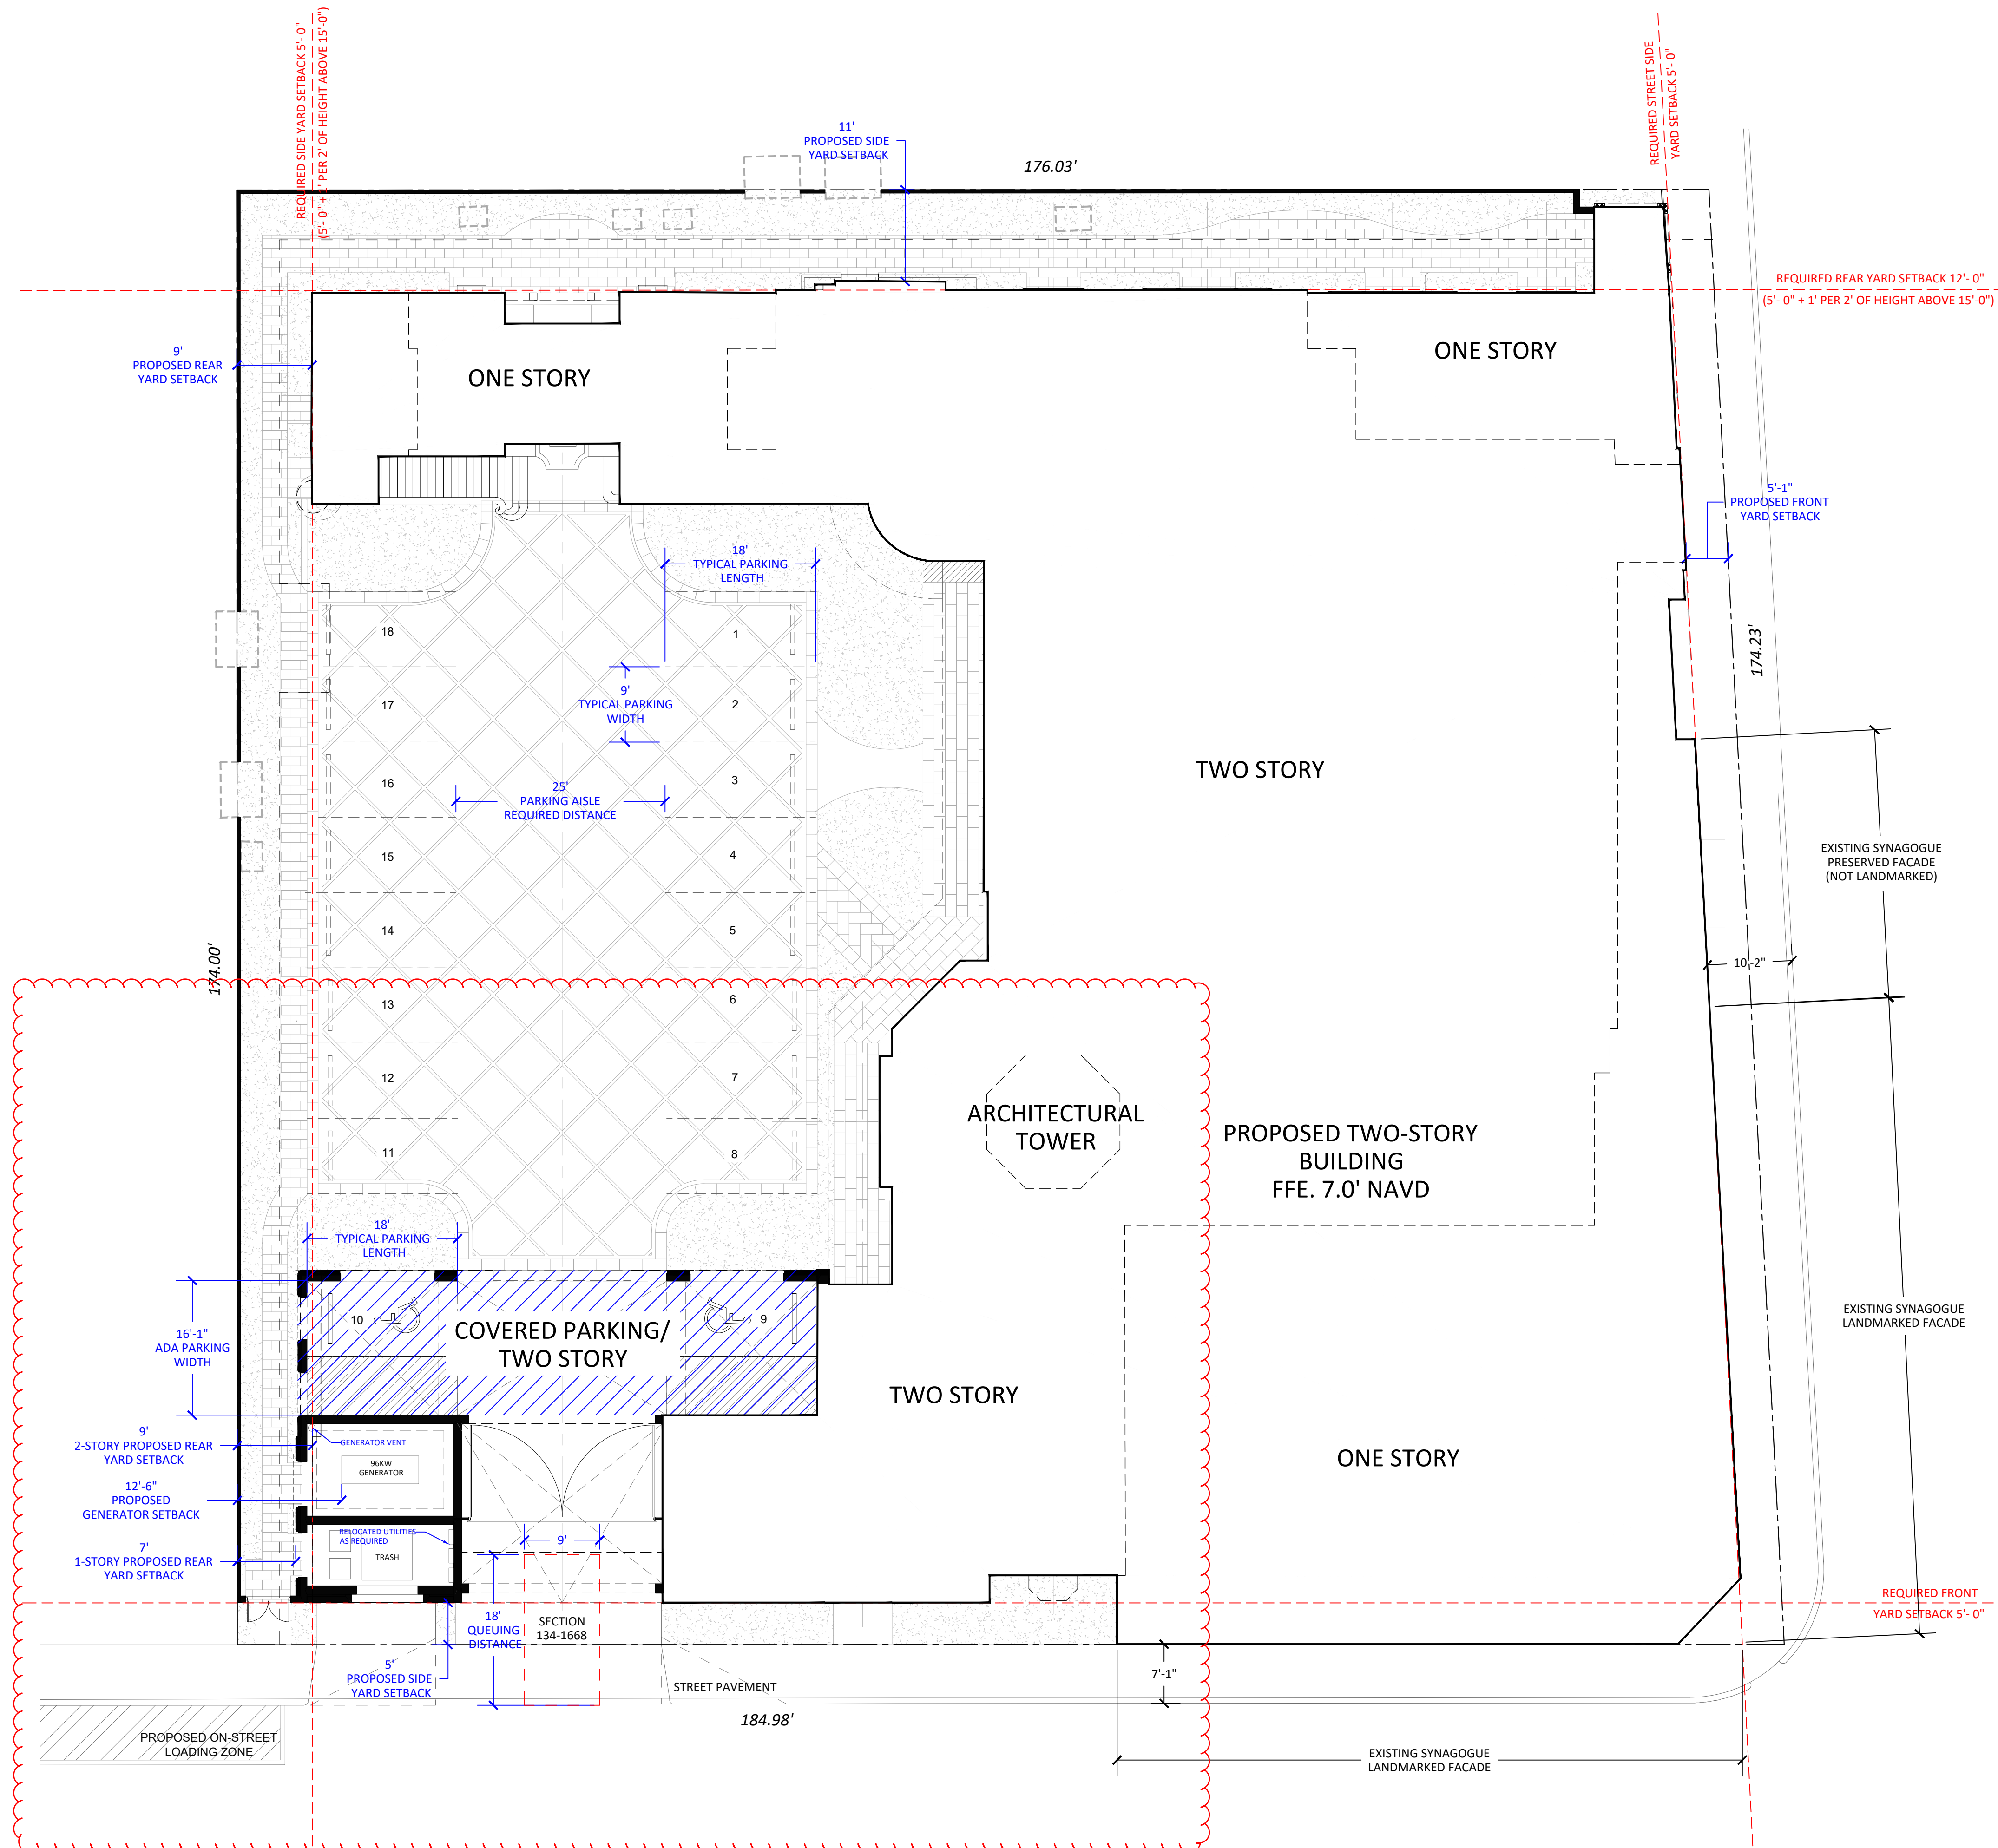 REQUIRED SIDE YARD SETBACK 5'- 0"
(5'- 0" + 1' PER 2' OF HEIGHT ABOVE 15'-0")
REQUIRED STREET SIDE
YARD SETBACK 5'- 0"
11'
PROPOSED SIDE
YARD SETBACK
176.03'
REQUIRED REAR YARD SETBACK 12'- 0"
(5'- 0" + 1' PER 2' OF HEIGHT ABOVE 15'-0")
9'
PROPOSED REAR
YARD SETBACK
ONE STORY
ONE STORY
5'-1"
PROPOSED FRONT
YARD SETBACK
18'
TYPICAL PARKING
LENGTH
18
1
9'
TYPICAL PARKING
WIDTH
17
2
174.23'
TWO STORY
16
3
25'
PARKING AISLE
REQUIRED DISTANCE
15
4
EXISTING SYNAGOGUE
PRESERVED FACADE
(NOT LANDMARKED)
14
5
174.00'
10'-2"
13
6
12
7
ARCHITECTURAL
TOWER
PROPOSED TWO-STORY
BUILDING
FFE. 7.0' NAVD
11
8
18'
TYPICAL PARKING
LENGTH
10
9
COVERED PARKING/
TWO STORY
16'-1"
ADA PARKING
WIDTH
EXISTING SYNAGOGUE
LANDMARKED FACADE
TWO STORY
9'
2-STORY PROPOSED REAR
YARD SETBACK
GENERATOR VENT
96KW
GENERATOR
ONE STORY
12'-6"
PROPOSED
GENERATOR SETBACK
RELOCATED UTILITIES
AS REQUIRED
TRASH
9'
7'
1-STORY PROPOSED REAR
YARD SETBACK
REQUIRED FRONT
YARD SETBACK 5'- 0"
18'
QUEUING
DISTANCE
SECTION
134-1668
5'
PROPOSED SIDE
YARD SETBACK
7'-1"
STREET PAVEMENT
184.98'
PROPOSED ON-STREET
LOADING ZONE
EXISTING SYNAGOGUE
LANDMARKED FACADE